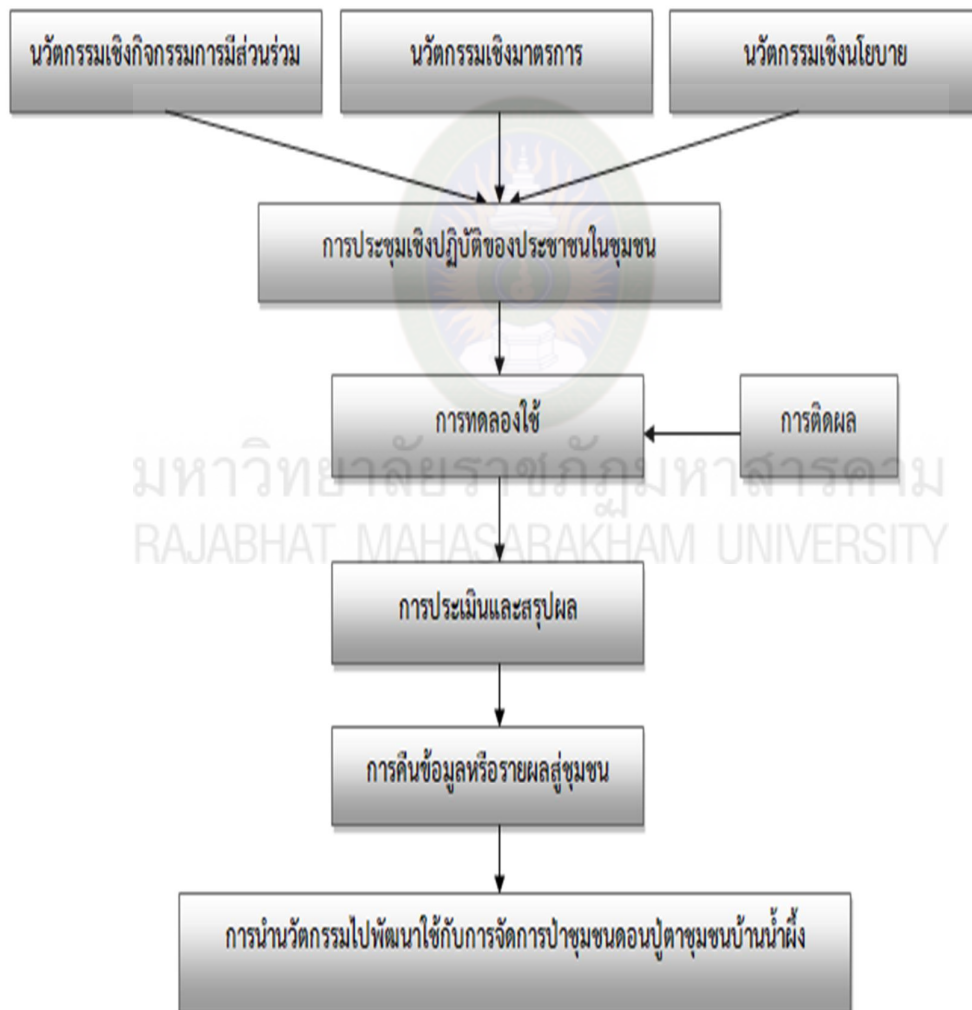 นวัตกรรมเชิงกิจกรรมการมีส่วนร่วม
นวัตกรรมเชิงมาตรการ
นวัตกรรมเชิงนโยบาย
การประชุมเชิงปฏิบัติของประชาชนในชุมชน
การทดลองใช้
การติดผล
มหาวิทยาลัยราชภัฏมหาสารคาม
RAJABHAT MAHASARAKHAM UNIVERSITY
การประเมินและสรุปผล
การคืนข้อมูลหรือรายผลสู่ชุมชน
การนำนวัตกรรมไปพัฒนาใช้กับการจัดการป่าชุมชนดอนปู่ตาชุมชนบ้านน้ำผึ้ง